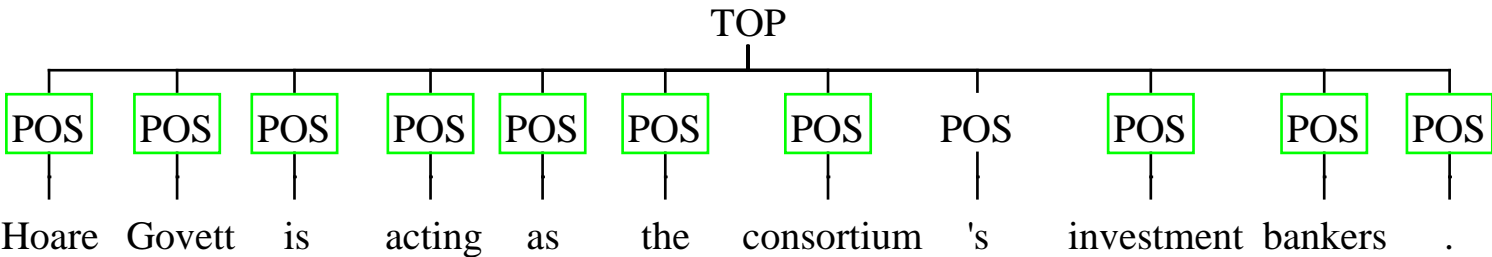 TOP
POS POS POS POS POS POS POS POS POS POS POS
Hoare Govett is acting as the consortium 's investment bankers .